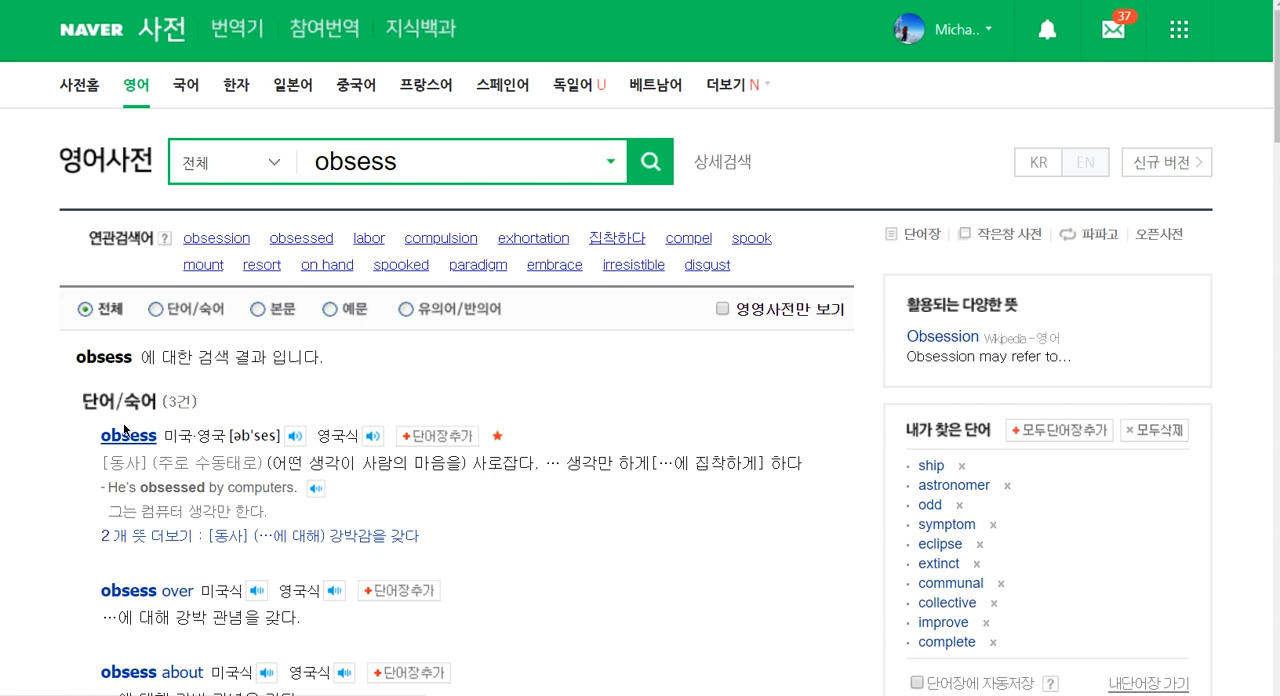 NAVER 사전 번역기 참여번역 지식백과 Micha.. 37
사전홈 영어 국어 한자 일본어 중국어 프랑스어 스페인어 독일어 U 베트남어 더보기 N
영어사전 전체 obsess 상세검색 KR EN 신규 버전 >
연관검색어 ? obsession obsessed labor compulsion exhortation 집착하다 compel spook
mount resort on hand spooked paradigm embrace irresistible disgust
단어장 작은창 사전 파파고 오픈사전
전체 단어/숙어 본문 예문 유의어/반의어 영영사전만 보기
obsess 에 대한 검색 결과 입니다.
단어/숙어 (3건)
obsess 미국·영국 [əbˈses] 영국식 +단어장추가 ★
[동사] (주로 수동태로) (어떤 생각이 사람의 마음을) 사로잡다, … 생각만 하게[…에 집착하게] 하다
- He's obsessed by computers.
그는 컴퓨터 생각만 한다.
2개 뜻 더보기 : [동사] (…에 대해) 강박감을 갖다
obsess over 미국식 영국식 +단어장추가
…에 대해 강박 관념을 갖다.
obsess about 미국식 영국식 +단어장추가
활용되는 다양한 뜻
Obsession Wikipedia - 영어
Obsession may refer to...
내가 찾은 단어 +모두단어장추가 ×모두삭제
· ship ×
· astronomer ×
· odd ×
· symptom ×
· eclipse ×
· extinct ×
· communal ×
· collective ×
· improve ×
· complete ×
단어장에 자동저장 ? 내단어장 가기